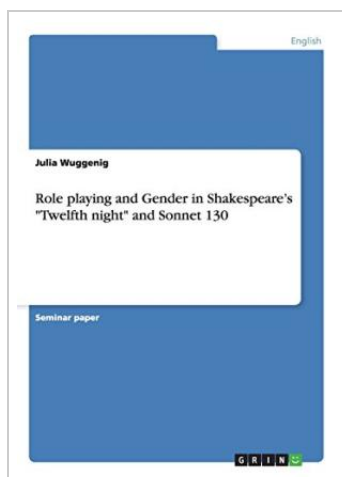 English
Julia Wuggenig
Role playing and Gender in Shakespeare's
"Twelfth night" and Sonnet 130
Seminar paper
GRIN